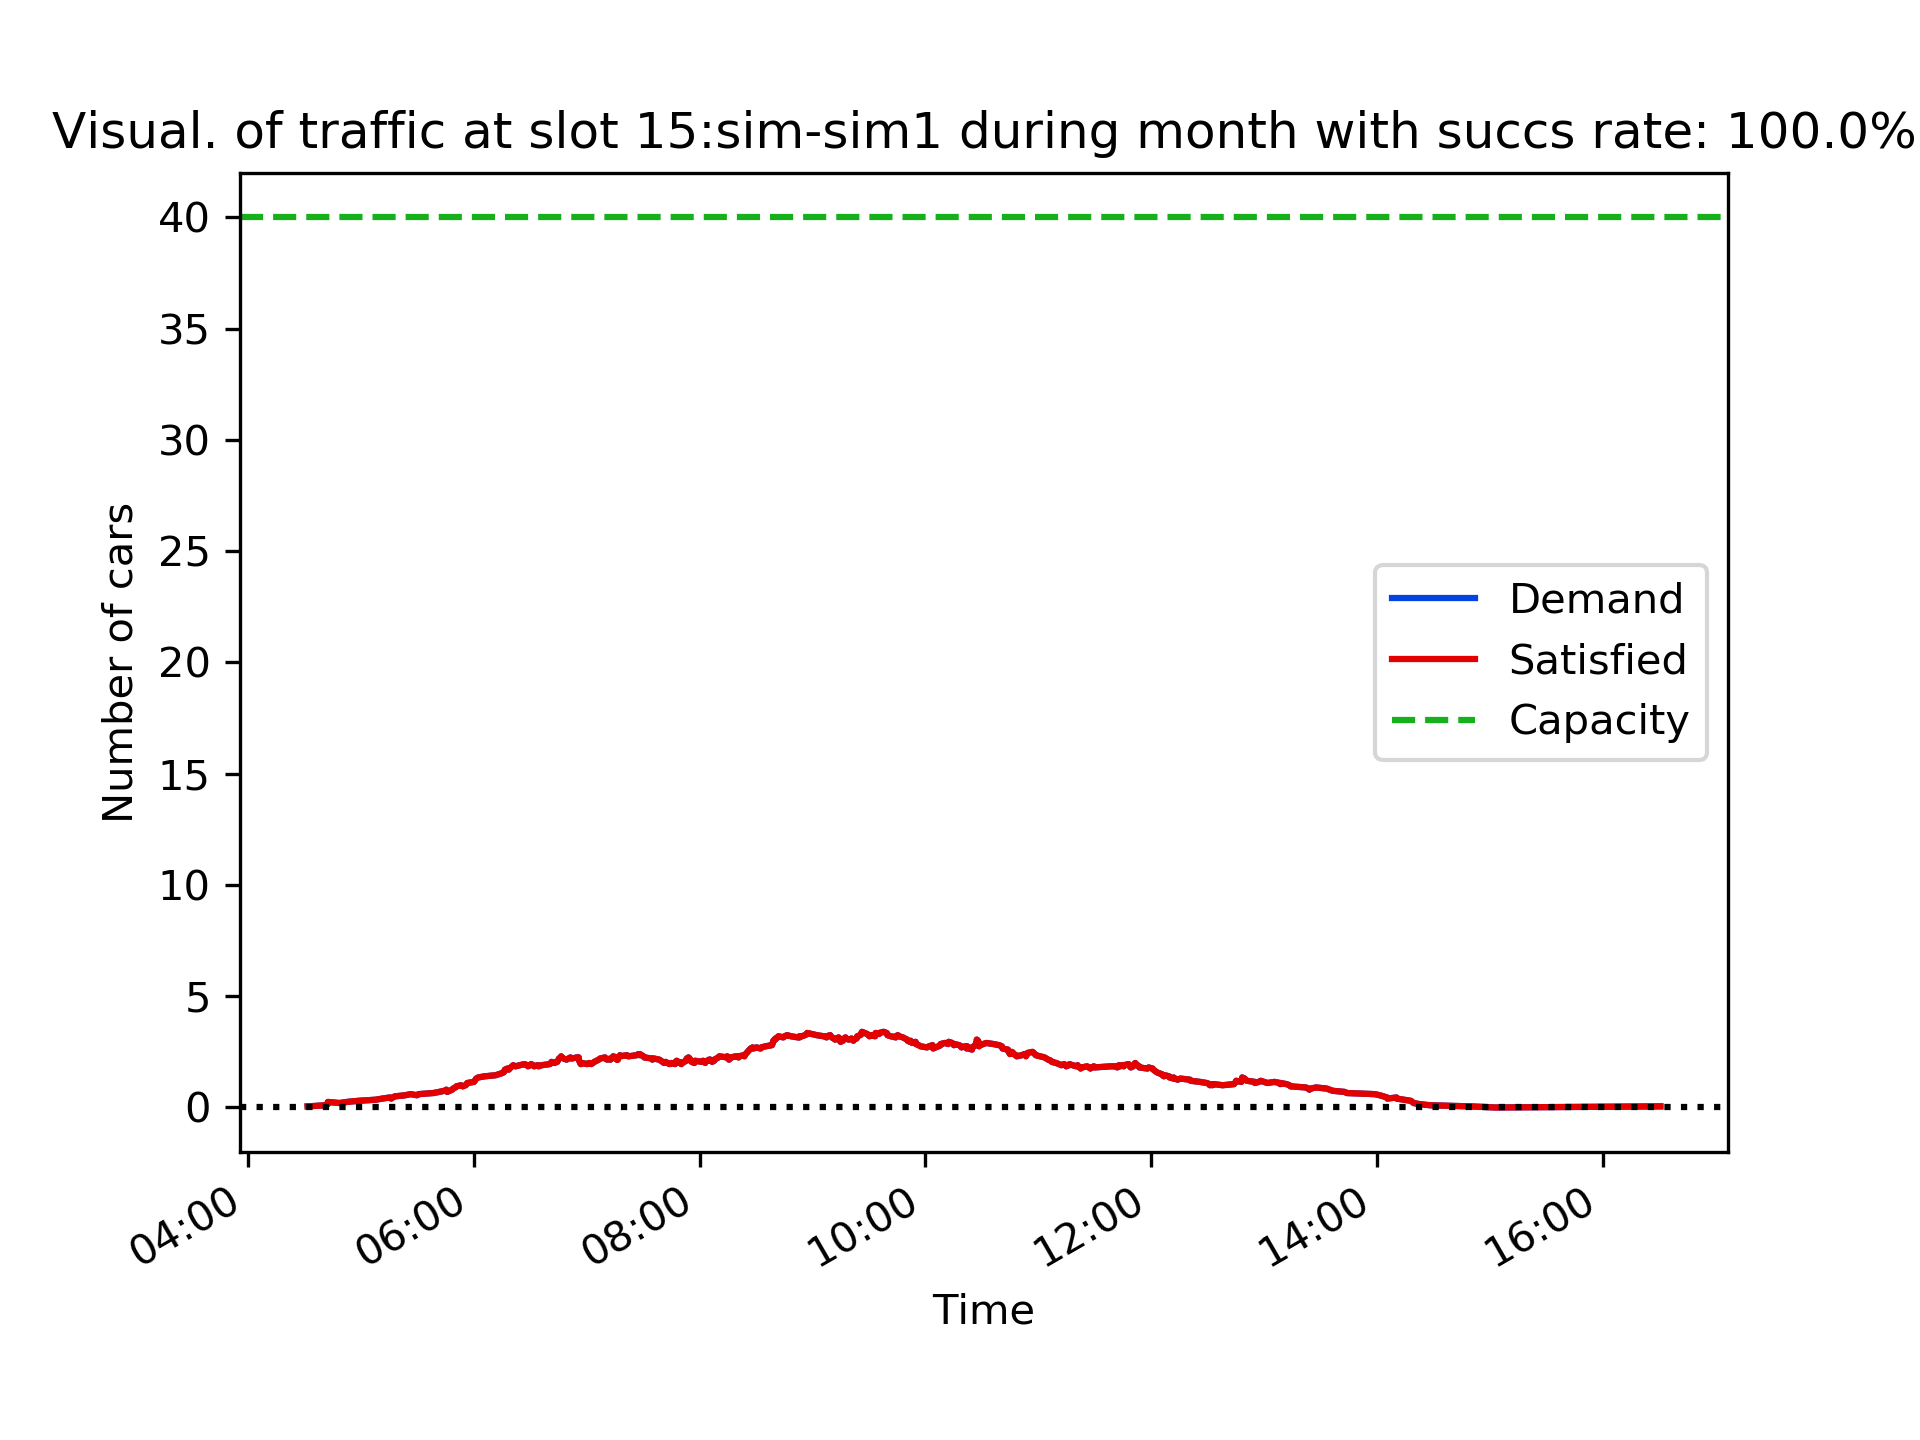 Visual. of traffic at slot 15:sim-sim1 during month with succs rate: 100.0%
40
35
30
25
20
15
10
5
0
Number of cars
Demand
Satisfied
Capacity
04:00
06:00
08:00
10:00
12:00
14:00
16:00
Time